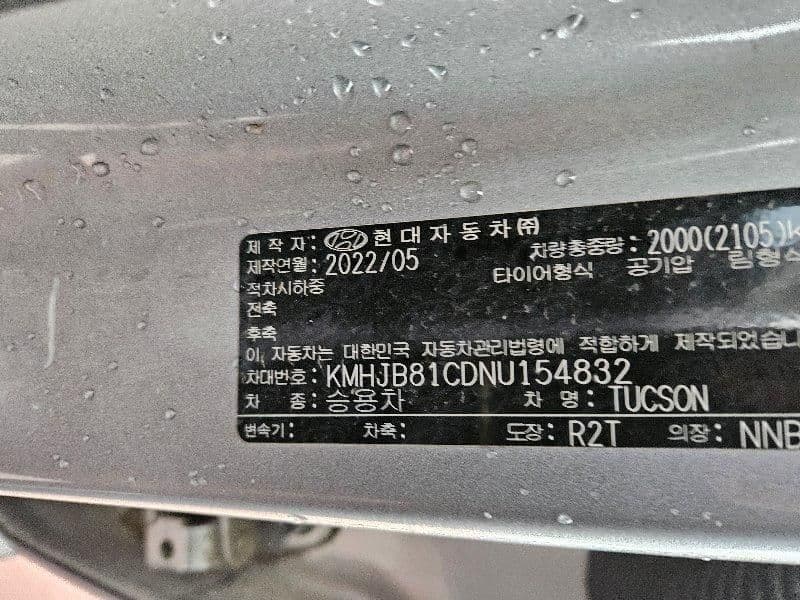 제 작 자: 현대자동차㈜
제작연월: 2022/05 차량총중량: 2000(2105)k
적차시하중 타이어형식 공기압 림형식
전축
후축
이 자동차는 대한민국 자동차관리법령에 적합하게 제작되었습니
차대번호: KMHJB81CDNU154832
차 종: 승용차 차 명: TUCSON
변속기: 차축: 도장: R2T 의장: NNB